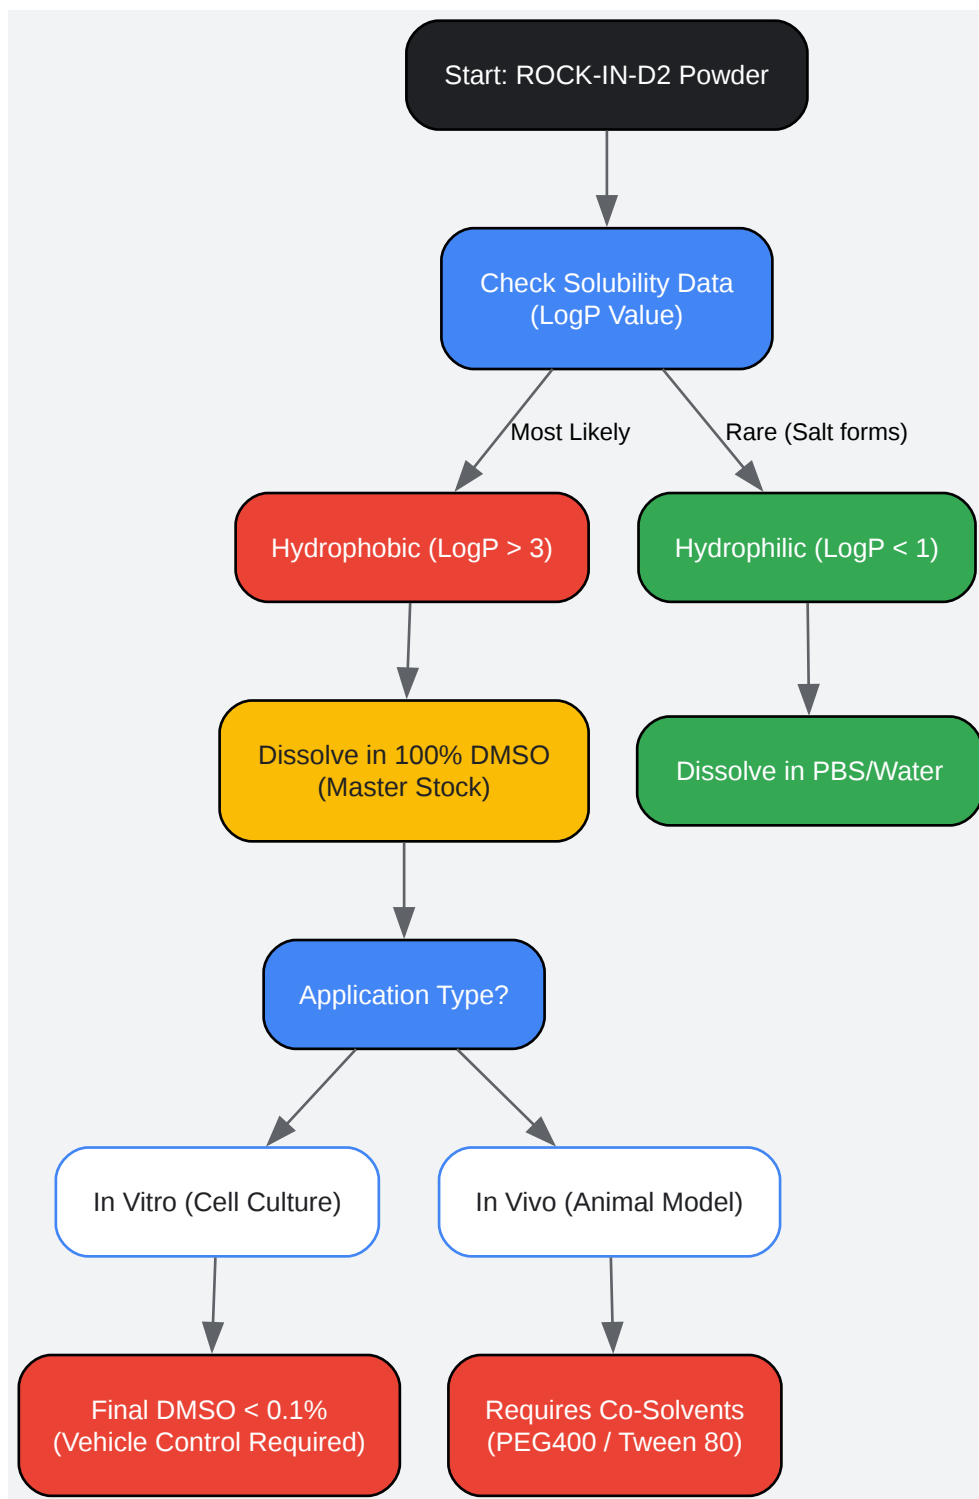 Start: ROCK-IN-D2 Powder
Check Solubility Data
(LogP Value)
Most Likely
Rare (Salt forms)
Hydrophobic (LogP > 3)
Hydrophilic (LogP < 1)
Dissolve in 100% DMSO
(Master Stock)
Dissolve in PBS/Water
Application Type?
In Vitro (Cell Culture)
In Vivo (Animal Model)
Final DMSO < 0.1%
(Vehicle Control Required)
Requires Co-Solvents
(PEG400 / Tween 80)